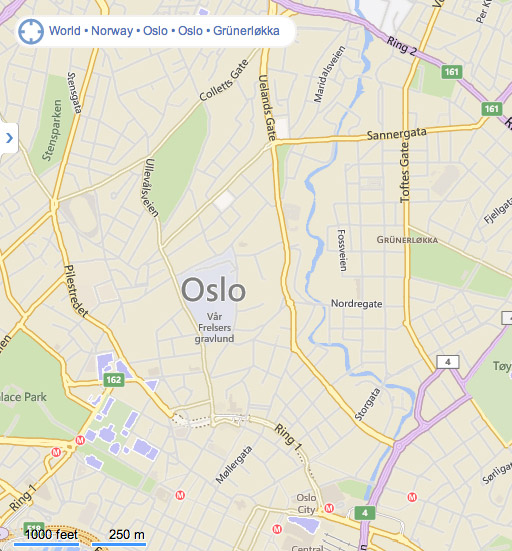 World • Norway • Oslo • Oslo • Grünerløkka
Ring 2
Maridalsveien
Stensgata
Colletts Gate
161
Uelands Gate
161
Stensparken
Sannergata
Toftes Gate
Ullevålsveien
Fjellgata
Fossveien
GRÜNERLØKKA
Pilestredet
Oslo
Nordregate
Vår
Frelsers
gravlund
4
162
Storgata
Ring 1
M
Møllergata
M
Ring 1
M
Oslo
City
M
M
4
M
1000 feet
250 m